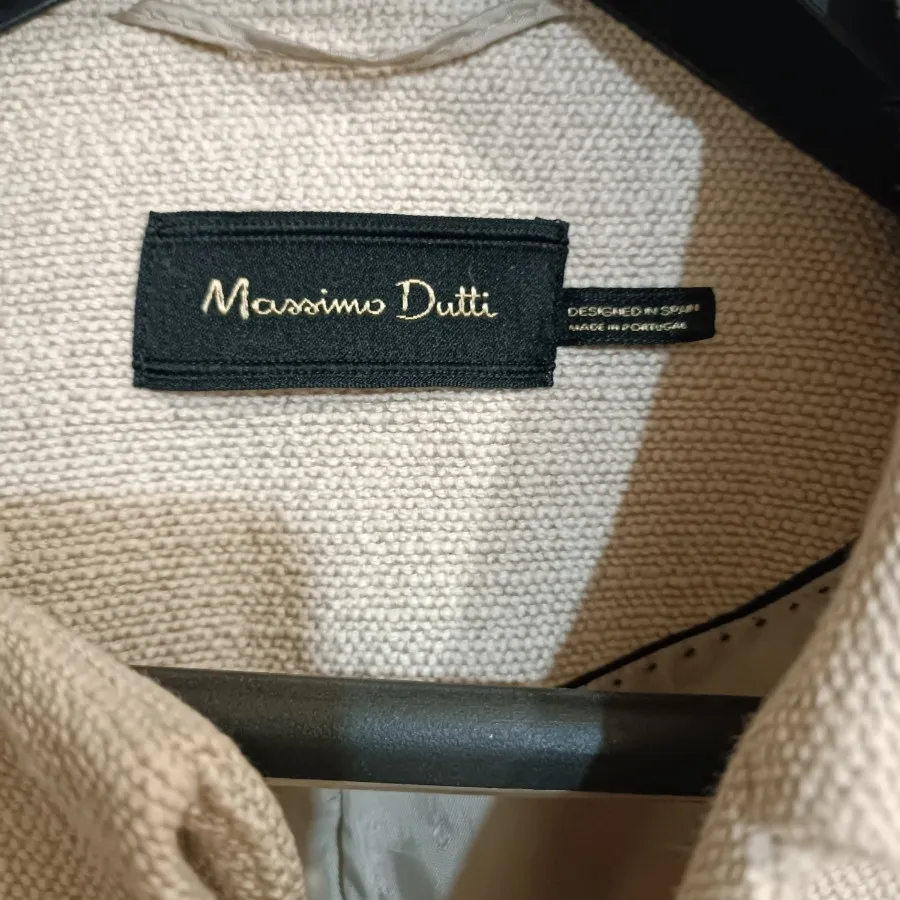 Massimo Dutti
DESIGNED IN SPAIN
MADE IN PORTUGAL